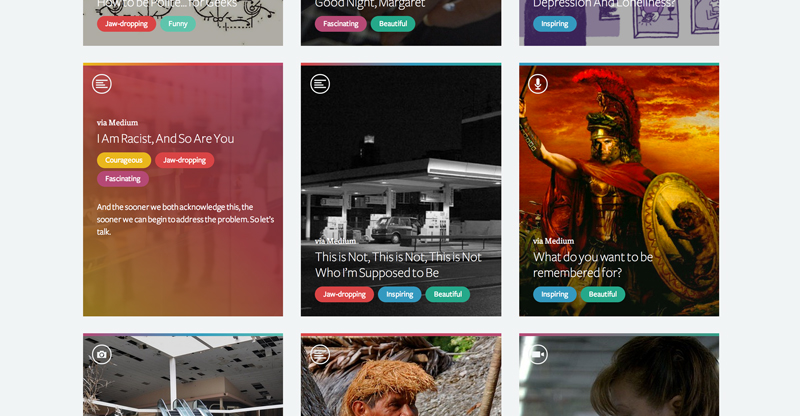 How to be Polite... for Geeks
Jaw-dropping Funny
Good Night, Margaret
Fascinating Beautiful
Depression And Loneliness?
Inspiring
via Medium
I Am Racist, And So Are You
Courageous Jaw-dropping
Fascinating
And the sooner we both acknowledge this, the
sooner we can begin to address the problem. So let's
talk.
via Medium
This is Not, This is Not, This is Not
Who I'm Supposed to Be
Jaw-dropping Inspiring Beautiful
via Medium
What do you want to be
remembered for?
Inspiring Beautiful